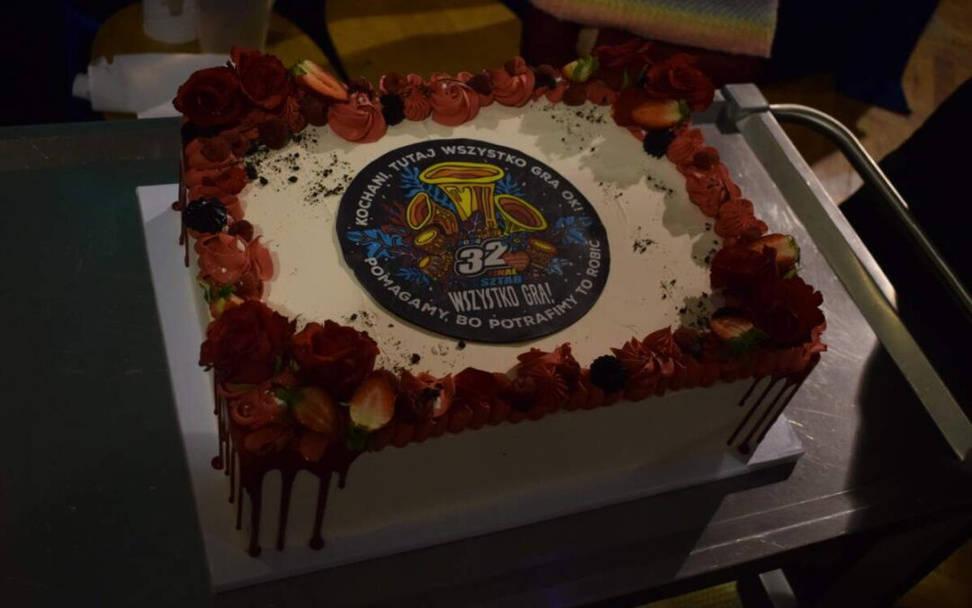 KOCHANI, TUTAJ WSZYSTKO GRA OK!
32
FINAŁ
SZTAB
WSZYSTKO GRA!
POMAGAMY, BO POTRAFIMY TO ROBIĆ